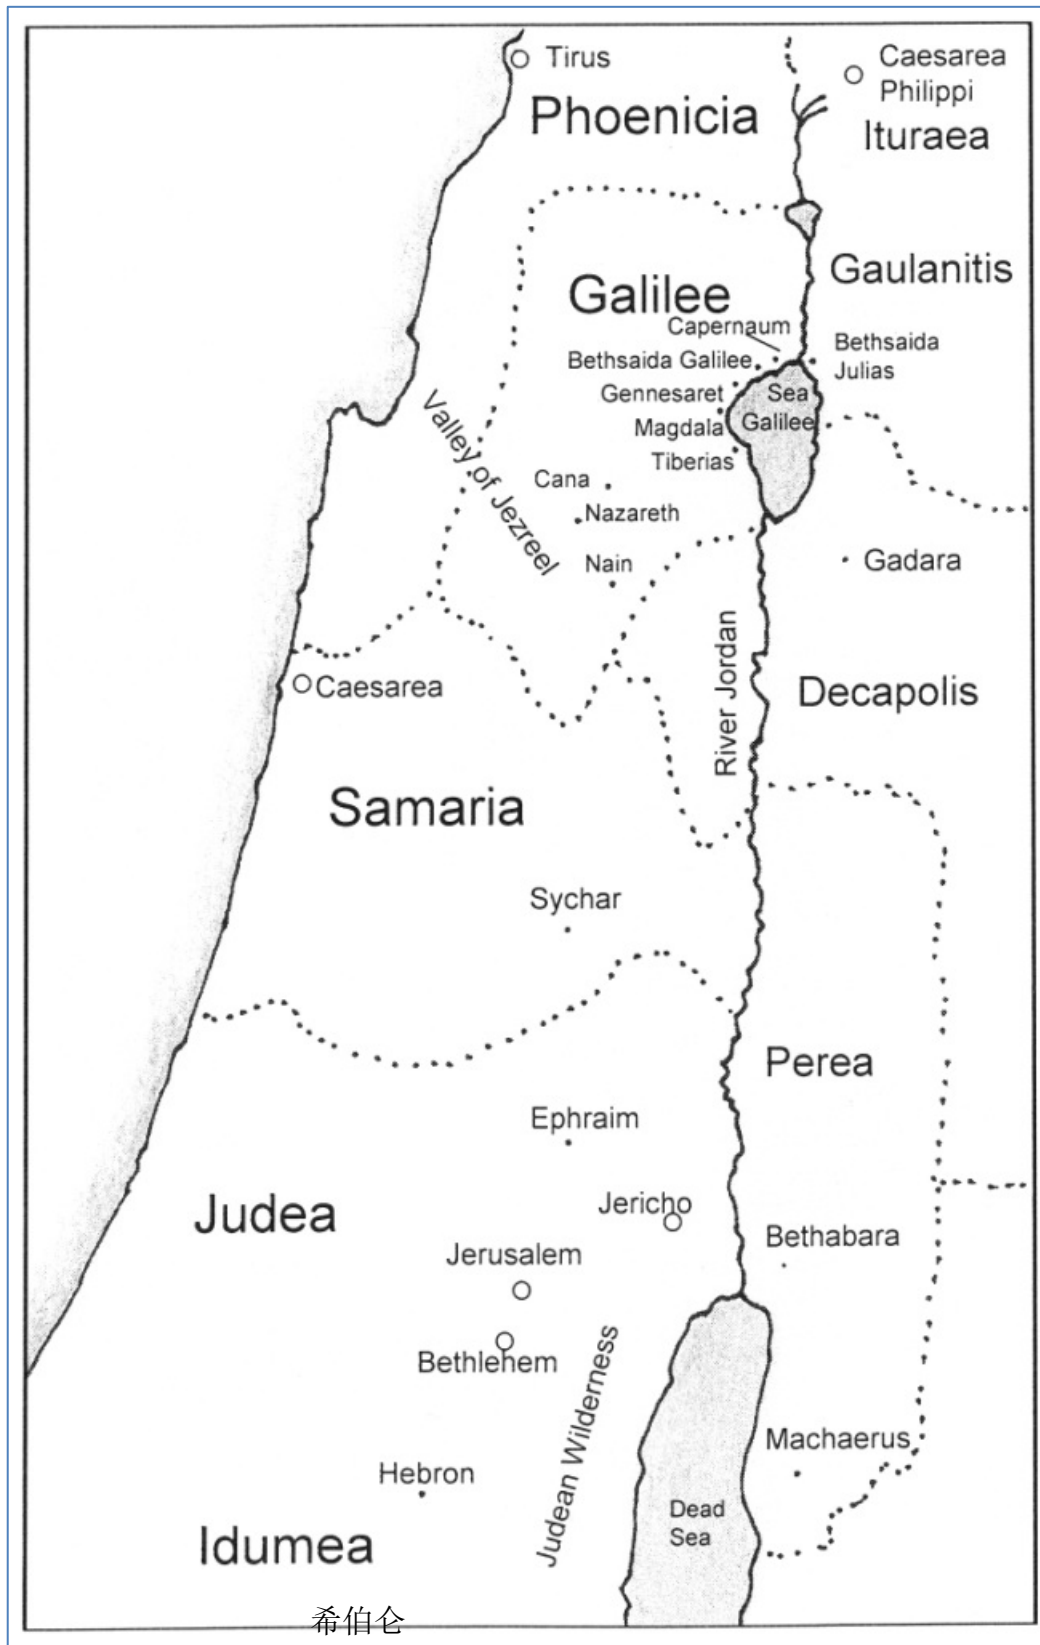 Tirus
Caesarea
Philippi
Phoenicia
Ituraea
Gaulanitis
Galilee
Capernaum
Bethsaida
Julias
Bethsaida Galilee
Gennesaret
Sea
Galilee
Magdala
Tiberias
Valley of Jezreel
Cana
Nazareth
Nain
Gadara
River Jordan
Caesarea
Decapolis
Samaria
Sychar
Perea
Ephraim
Jericho
Judea
Bethabara
Jerusalem
Bethlehem
Judean Wilderness
Machaerus
Hebron
Dead
Sea
Idumea
希伯仑